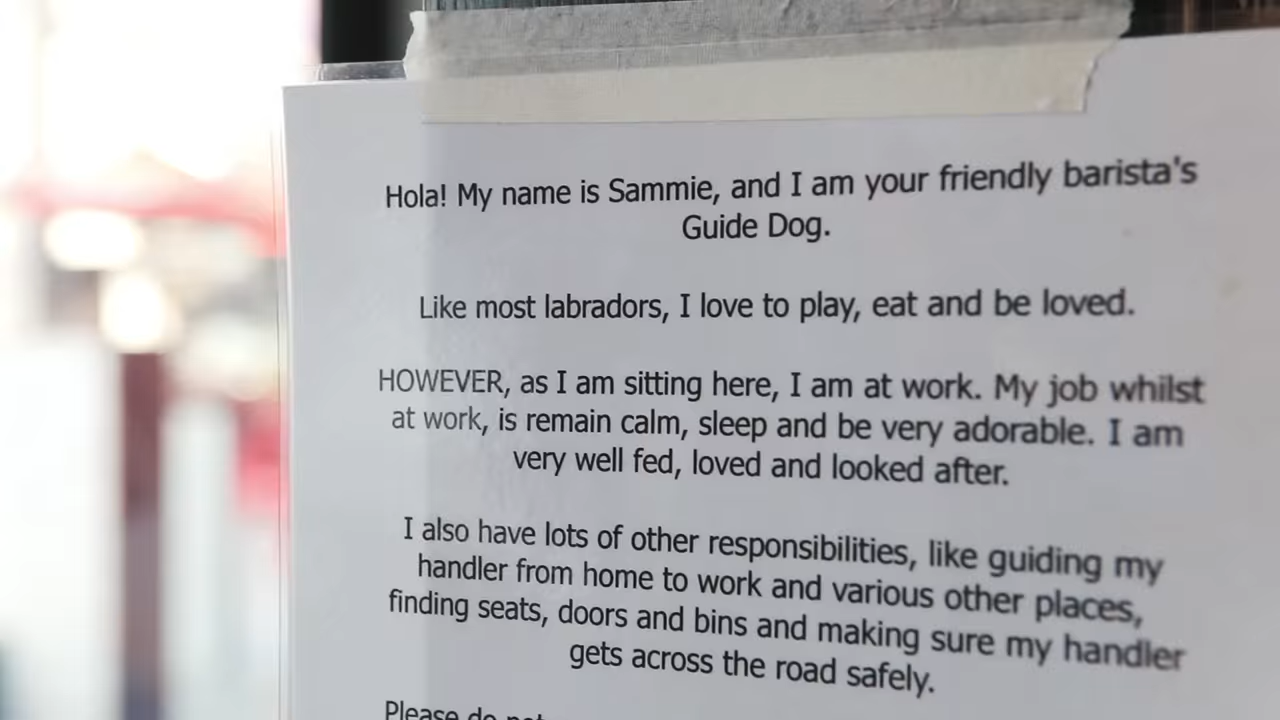 Hola! My name is Sammie, and I am your friendly barista's
Guide Dog.
Like most labradors, I love to play, eat and be loved.
HOWEVER, as I am sitting here, I am at work. My job whilst
at work, is remain calm, sleep and be very adorable. I am
very well fed, loved and looked after.
I also have lots of other responsibilities, like guiding my
handler from home to work and various other places,
finding seats, doors and bins and making sure my handler
gets across the road safely.
Please do not